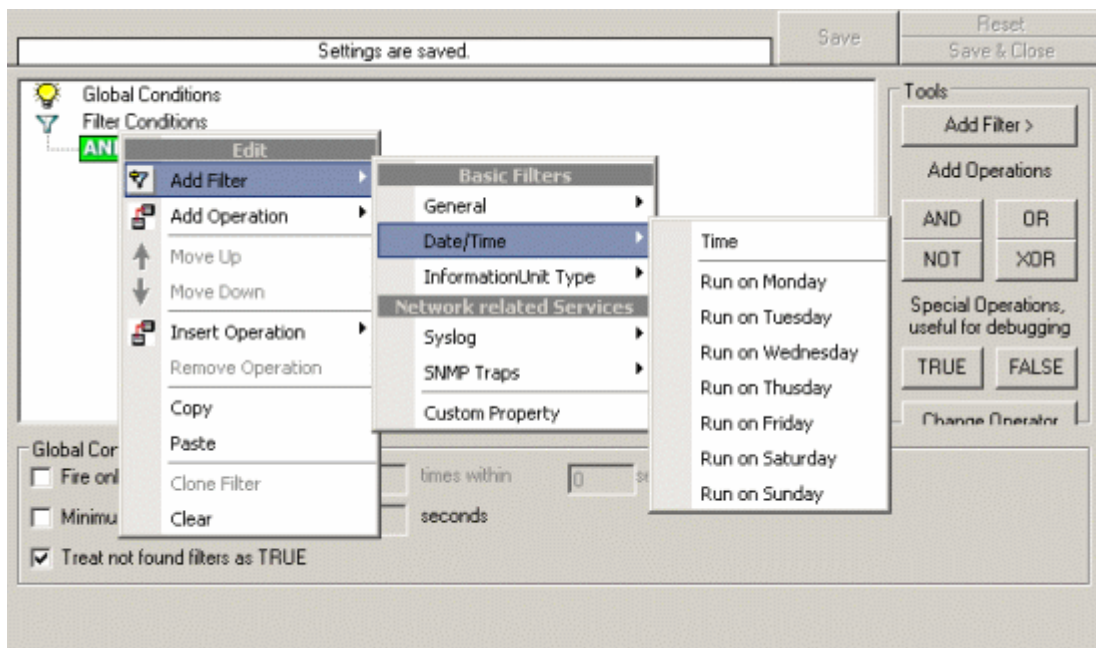 Settings are saved.
Save
Reset
Save & Close
Global Conditions
Filter Conditions
Edit
Add Filter
Add Operation
Move Up
Move Down
Insert Operation
Remove Operation
Copy
Paste
Clone Filter
Clear
Basic Filters
General
Date/Time
InformationUnit Type
Network related Services
Syslog
SNMP Traps
Custom Property
Time
Run on Monday
Run on Tuesday
Run on Wednesday
Run on Thusday
Run on Friday
Run on Saturday
Run on Sunday
Tools
Add Filter >
Add Operations
AND OR
NOT XOR
Special Operations,
useful for debugging
TRUE FALSE
Change Operator
Global
Fire times within 0
seconds
Treat not found filters as TRUE